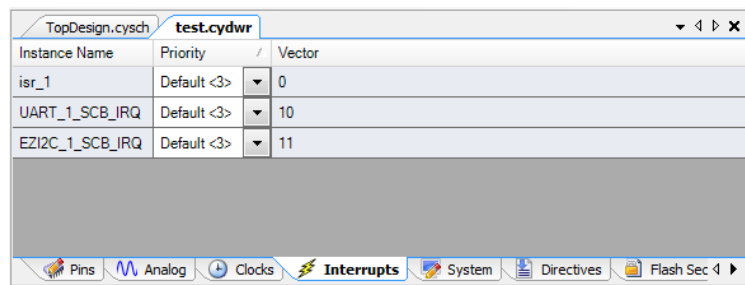 TopDesign.cysch test.cydwr
Instance Name Priority Vector
isr_1 Default <3> 0
UART_1_SCB_IRQ Default <3> 10
EZI2C_1_SCB_IRQ Default <3> 11
Pins Analog Clocks Interrupts System Directives Flash Sec